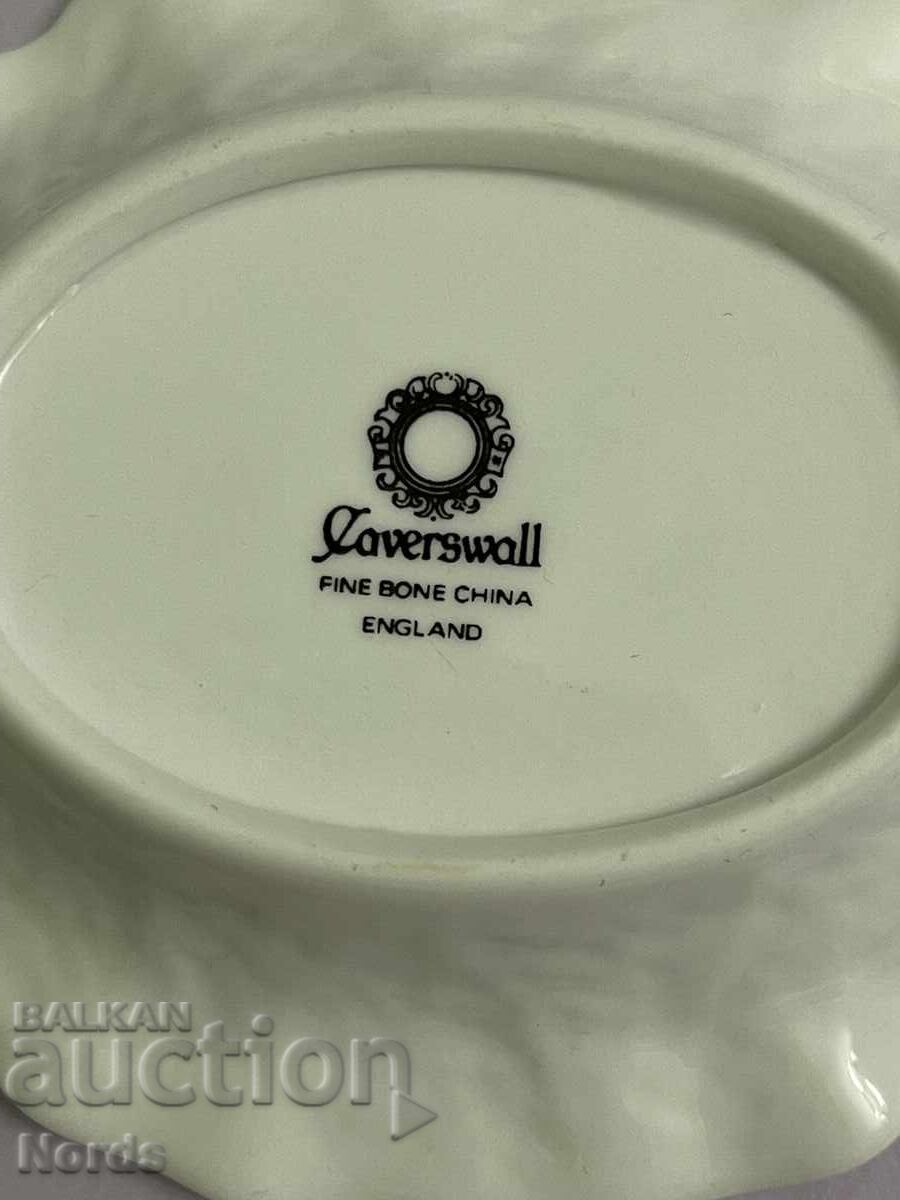 Caverswall
FINE BONE CHINA
ENGLAND
BALKAN
auction
Nords